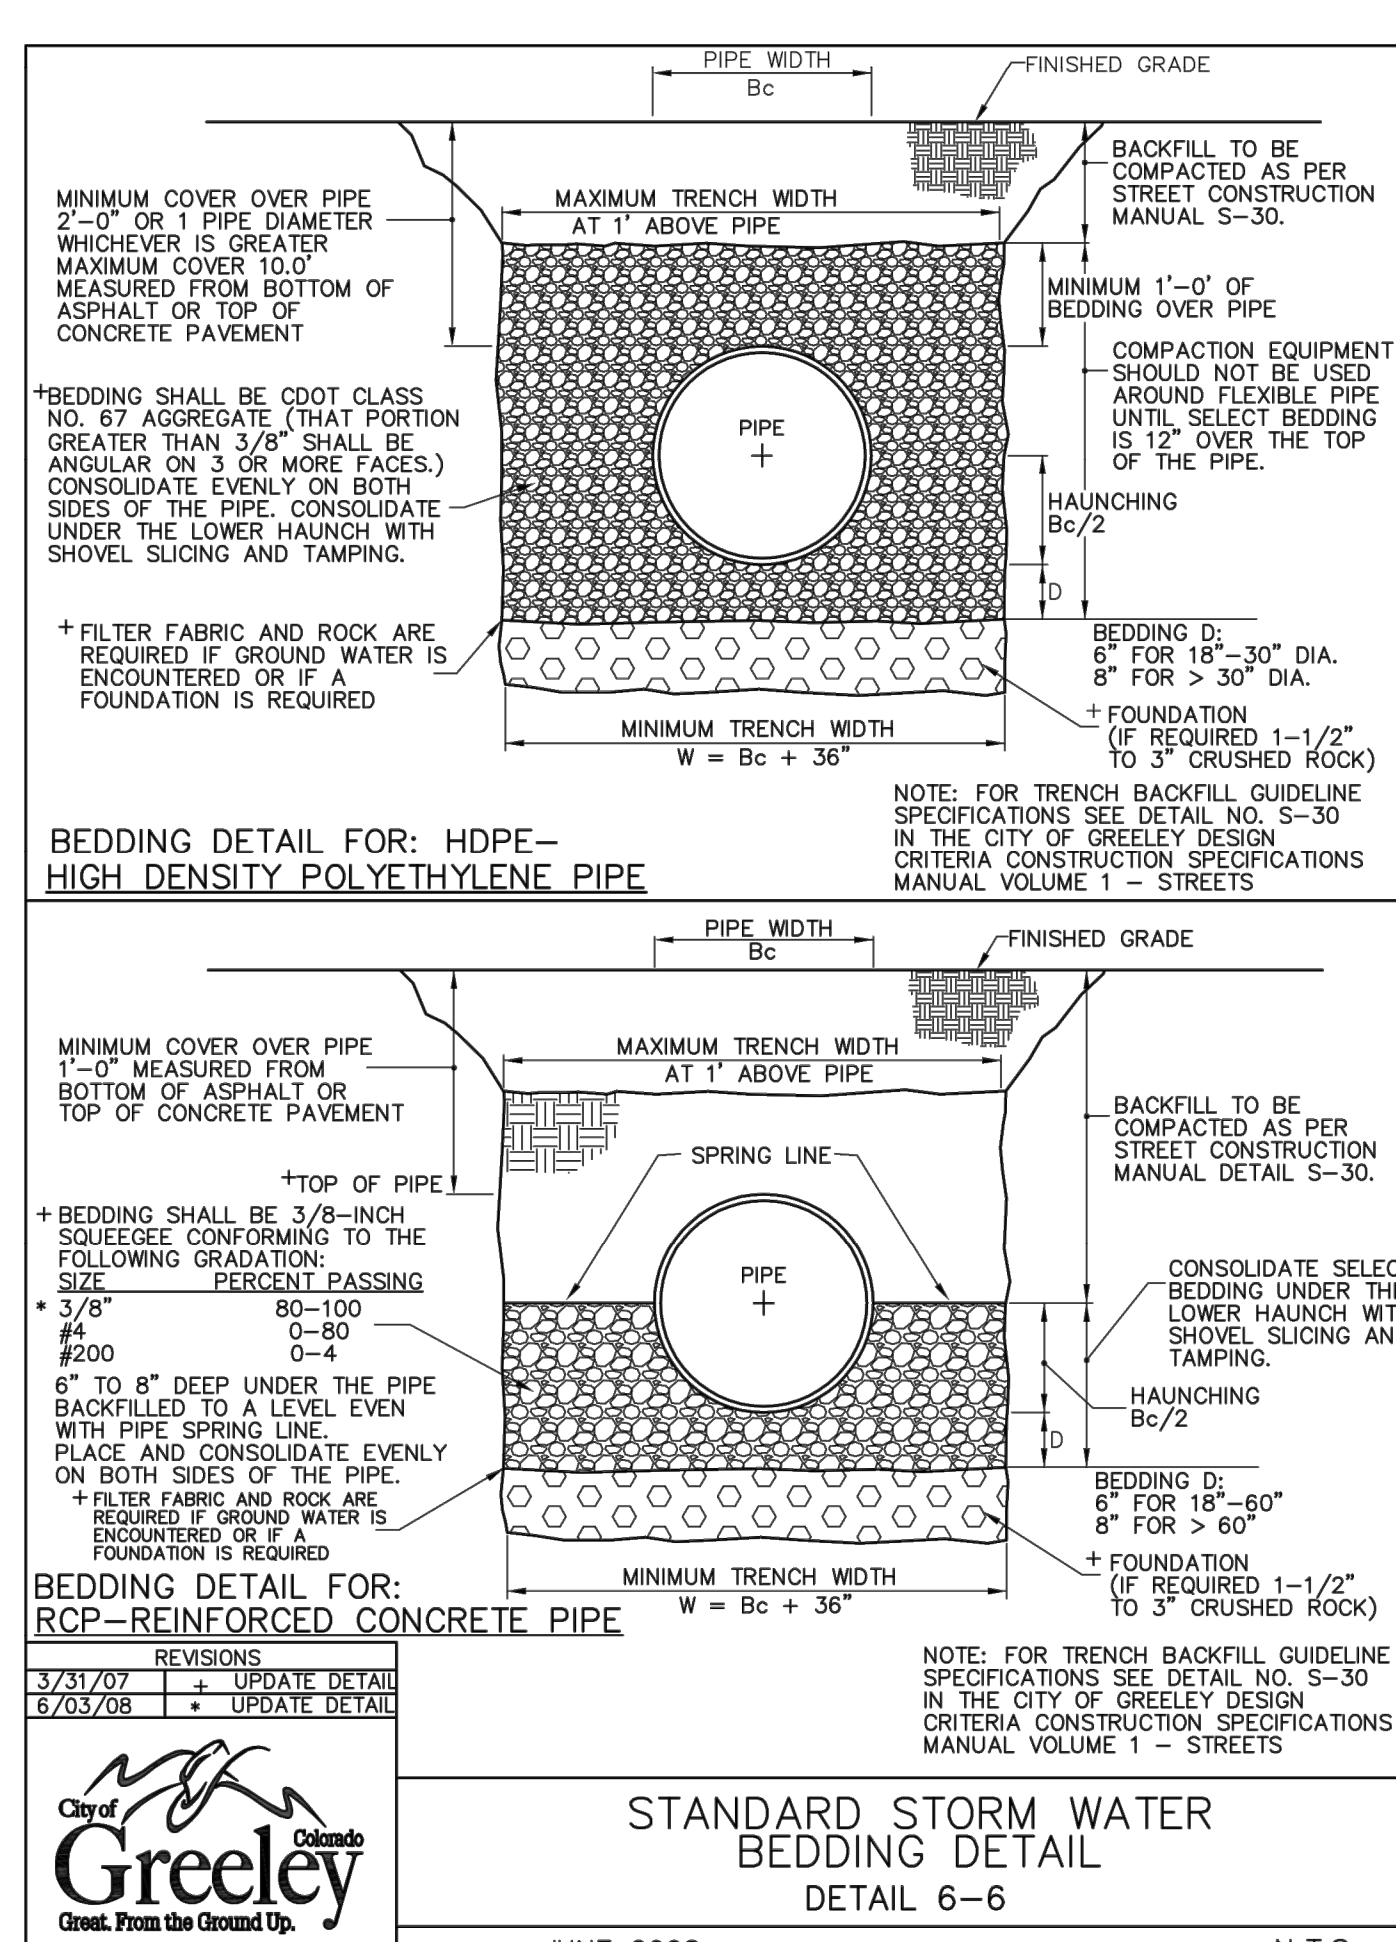 PIPE WIDTH
Bc
FINISHED GRADE
BACKFILL TO BE
COMPACTED AS PER
STREET CONSTRUCTION
MANUAL S-30.
MINIMUM COVER OVER PIPE
2'-0" OR 1 PIPE DIAMETER
WHICHEVER IS GREATER
MAXIMUM COVER 10.0'
MEASURED FROM BOTTOM OF
ASPHALT OR TOP OF
CONCRETE PAVEMENT
MAXIMUM TRENCH WIDTH
AT 1' ABOVE PIPE
MINIMUM 1'-0' OF
BEDDING OVER PIPE
COMPACTION EQUIPMENT
SHOULD NOT BE USED
AROUND FLEXIBLE PIPE
UNTIL SELECT BEDDING
IS 12" OVER THE TOP
OF THE PIPE.
+BEDDING SHALL BE CDOT CLASS
NO. 67 AGGREGATE (THAT PORTION
GREATER THAN 3/8" SHALL BE
ANGULAR ON 3 OR MORE FACES.)
CONSOLIDATE EVENLY ON BOTH
SIDES OF THE PIPE. CONSOLIDATE
UNDER THE LOWER HAUNCH WITH
SHOVEL SLICING AND TAMPING.
PIPE
HAUNCHING
Bc/2
D
+ FILTER FABRIC AND ROCK ARE
REQUIRED IF GROUND WATER IS
ENCOUNTERED OR IF A
FOUNDATION IS REQUIRED
BEDDING D:
6" FOR 18"-30" DIA.
8" FOR > 30" DIA.
+ FOUNDATION
(IF REQUIRED 1-1/2"
TO 3" CRUSHED ROCK)
MINIMUM TRENCH WIDTH
W = Bc + 36"
NOTE: FOR TRENCH BACKFILL GUIDELINE
SPECIFICATIONS SEE DETAIL NO. S-30
IN THE CITY OF GREELEY DESIGN
CRITERIA CONSTRUCTION SPECIFICATIONS
MANUAL VOLUME 1 - STREETS
BEDDING DETAIL FOR: HDPE-
HIGH DENSITY POLYETHYLENE PIPE
PIPE WIDTH
Bc
FINISHED GRADE
MINIMUM COVER OVER PIPE
1'-0" MEASURED FROM
BOTTOM OF ASPHALT OR
TOP OF CONCRETE PAVEMENT
MAXIMUM TRENCH WIDTH
AT 1' ABOVE PIPE
BACKFILL TO BE
COMPACTED AS PER
STREET CONSTRUCTION
MANUAL DETAIL S-30.
SPRING LINE
+TOP OF PIPE
+ BEDDING SHALL BE 3/8-INCH
SQUEEGEE CONFORMING TO THE
FOLLOWING GRADATION:
SIZE PERCENT PASSING
* 3/8" 80-100
#4 0-80
#200 0-4
6" TO 8" DEEP UNDER THE PIPE
BACKFILLED TO A LEVEL EVEN
WITH PIPE SPRING LINE.
PLACE AND CONSOLIDATE EVENLY
ON BOTH SIDES OF THE PIPE.
PIPE
CONSOLIDATE SELEC
BEDDING UNDER TH
LOWER HAUNCH WIT
SHOVEL SLICING AN
TAMPING.
HAUNCHING
Bc/2
D
+ FILTER FABRIC AND ROCK ARE
REQUIRED IF GROUND WATER IS
ENCOUNTERED OR IF A
FOUNDATION IS REQUIRED
BEDDING D:
6" FOR 18"-60"
8" FOR > 60"
+ FOUNDATION
(IF REQUIRED 1-1/2"
TO 3" CRUSHED ROCK)
MINIMUM TRENCH WIDTH
W = Bc + 36"
BEDDING DETAIL FOR:
RCP-REINFORCED CONCRETE PIPE
NOTE: FOR TRENCH BACKFILL GUIDELINE
SPECIFICATIONS SEE DETAIL NO. S-30
IN THE CITY OF GREELEY DESIGN
CRITERIA CONSTRUCTION SPECIFICATIONS
MANUAL VOLUME 1 - STREETS
REVISIONS
3/31/07 + UPDATE DETAIL
6/03/08 * UPDATE DETAIL
City of
Greeley
Colorado
Great. From the Ground Up.
STANDARD STORM WATER
BEDDING DETAIL
DETAIL 6-6